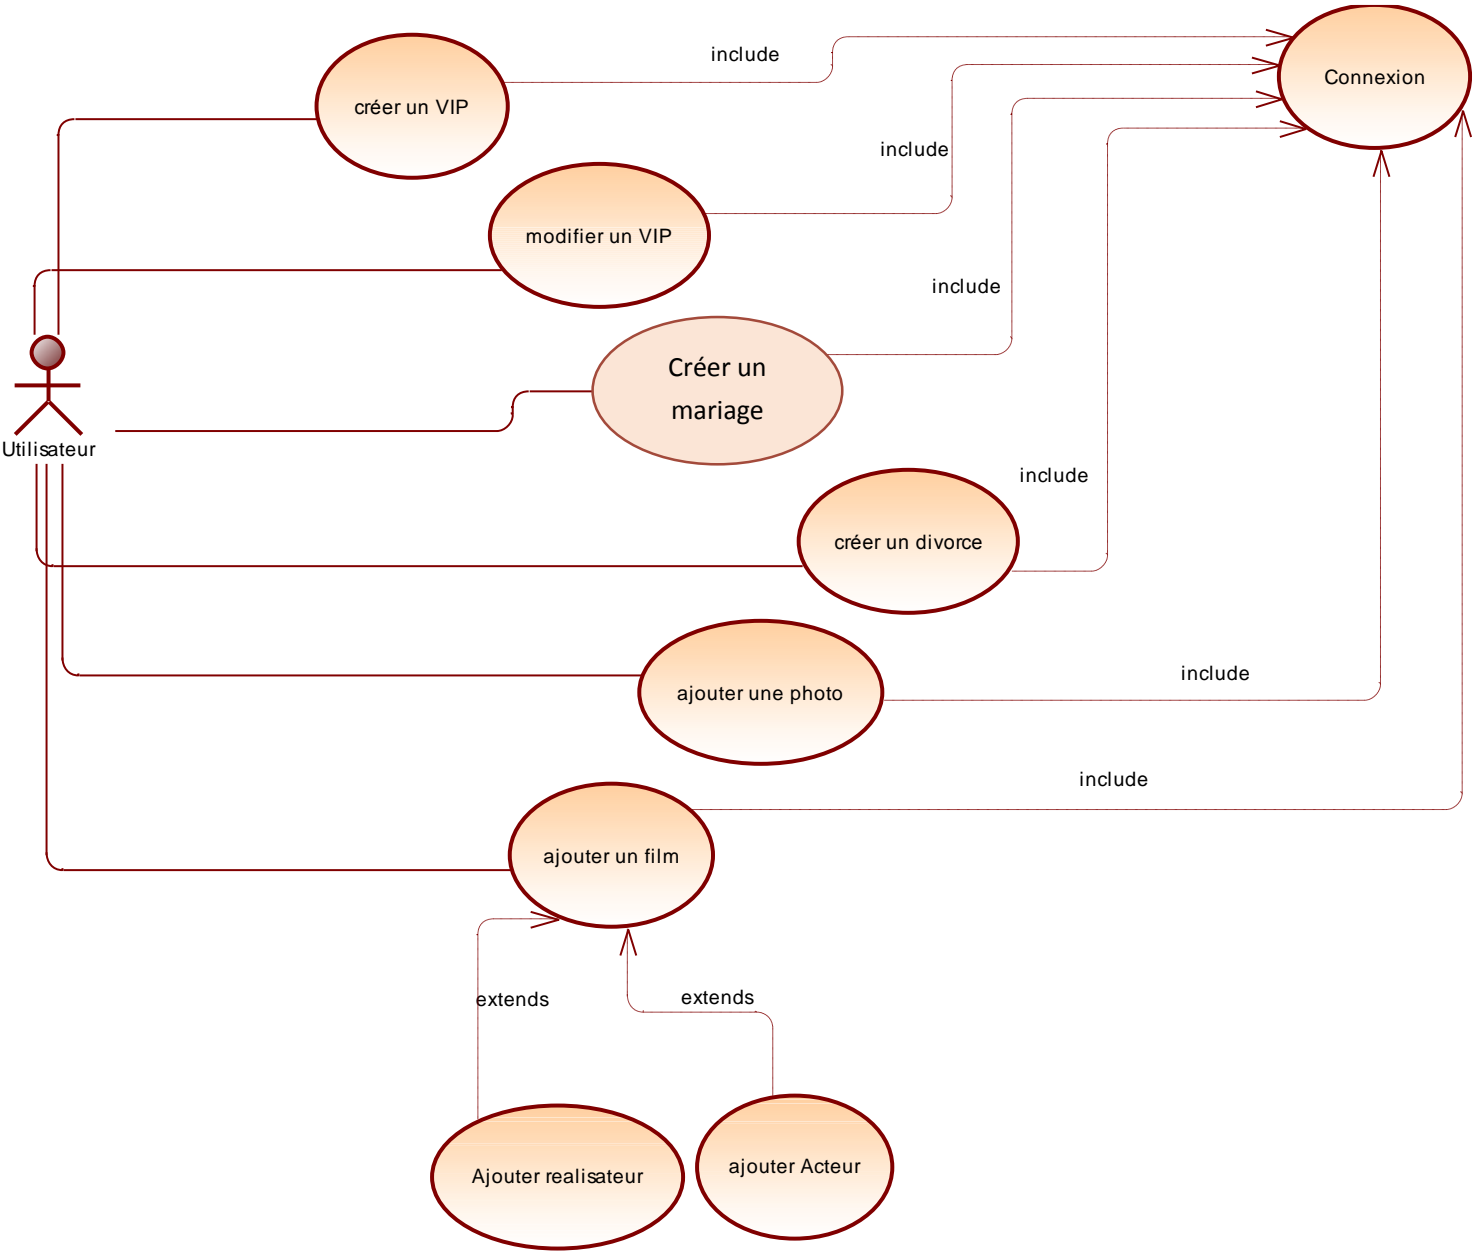 include
Connexion
créer un VIP
include
modifier un VIP
include
Créer un
mariage
Utilisateur
include
créer un divorce
include
ajouter une photo
include
ajouter un film
extends
extends
Ajouter realisateur
ajouter Acteur